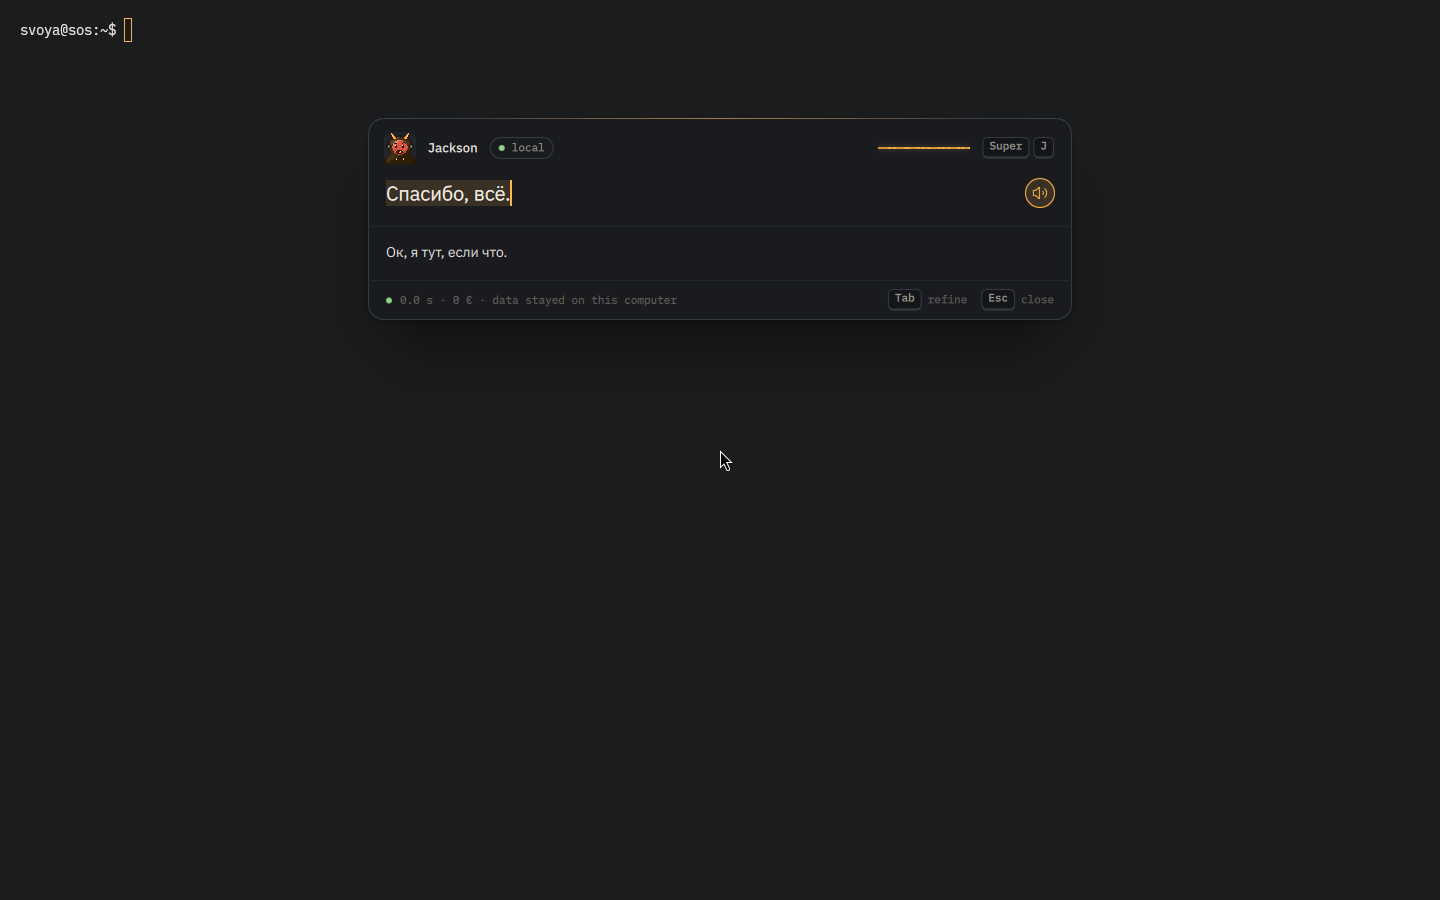 svoya@sos:~$
Jackson
local
Super J
Спасибо, всё.
Ок, я тут, если что.
0.0 s · 0 € · data stayed on this computer
Tab refine Esc close